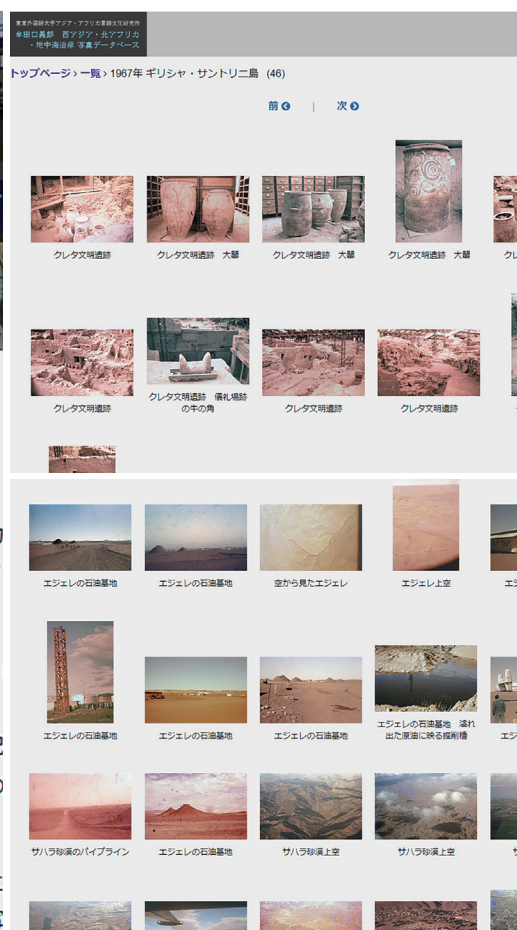 東京外国語大学アジア・アフリカ言語文化研究所
牟田口義郎 西アジア・北アフリカ
・地中海沿岸 写真データベース
トップページ › 一覧 › 1967年 ギリシャ・サントリニ島 (46)
前 | 次
クレタ文明遺跡
クレタ文明遺跡 大甕
クレタ文明遺跡 大甕
クレタ文明遺跡 大甕
クレタ文明遺跡
クレタ文明遺跡 儀礼場跡
の牛の角
クレタ文明遺跡
クレタ文明遺跡
エジェレの石油基地
エジェレの石油基地
空から見たエジェレ
エジェレ上空
エジェレの石油基地
エジェレの石油基地
エジェレの石油基地
エジェレの石油基地 溢れ
出た原油に映る掘削櫓
サハラ砂漠のパイプライン
エジェレの石油基地
サハラ砂漠上空
サハラ砂漠上空